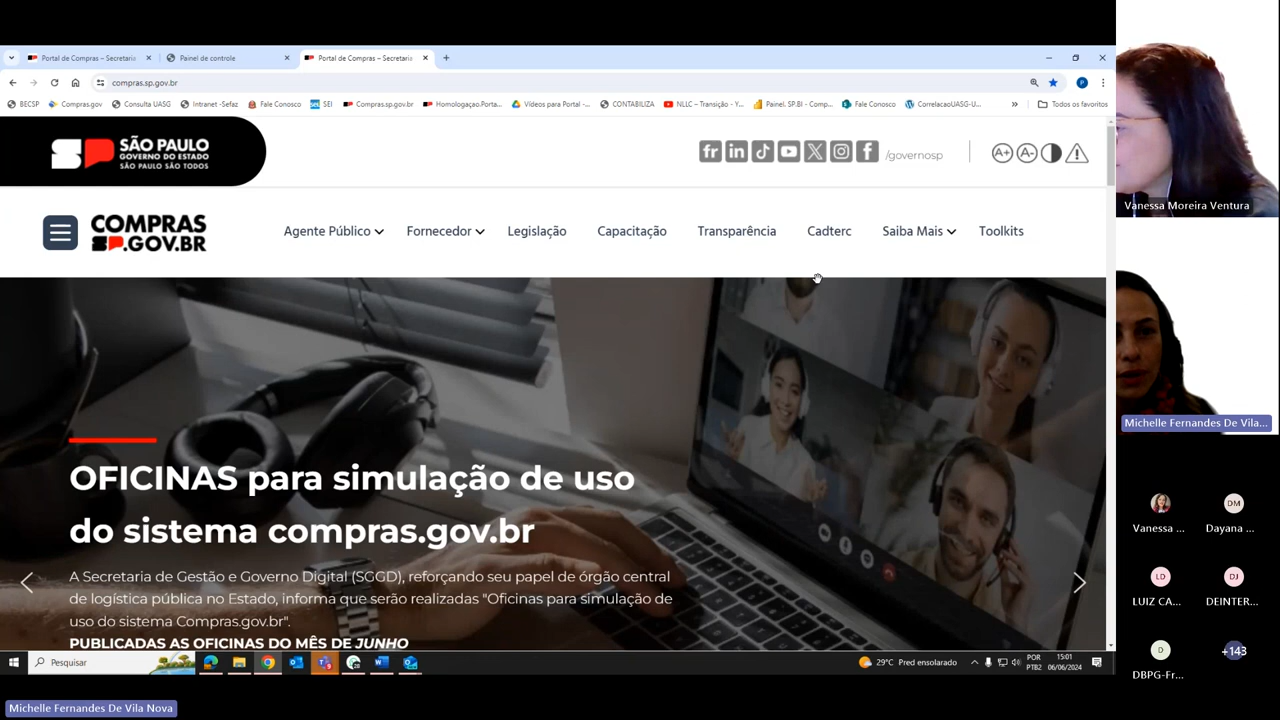 Portal de Compras – Secretaria
Painel de controle
Portal de Compras – Secretaria
compras.sp.gov.br
BECSP
Compras.gov
Consulta UASG
Intranet -Sefaz
Fale Conosco
SEI
Compras.sp.gov.br
Homologaçao.Porta...
Vídeos para Portal -...
CONTABILIZA
NLLC – Transição - Y...
Painel, SP.BI - Comp...
Fale Conosco
CorrelacaoUASG-U...
»
Todos os favoritos
SÃO PAULO
GOVERNO DO ESTADO
SÃO PAULO SÃO TODOS
/governosp
A+
A-
COMPRAS
SP.GOV.BR
Agente Público
Fornecedor
Legislação
Capacitação
Transparência
Cadterc
Saiba Mais
Toolkits
OFICINAS para simulação de uso
do sistema compras.gov.br
A Secretaria de Gestão e Governo Digital (SGGD), reforçando seu papel de órgão central
de logística pública no Estado, informa que serão realizadas "Oficinas para simulação de
uso do sistema Compras.gov.br".
PUBLICADAS AS OFICINAS DO MÊS DE JUNHO
Pesquisar
29°C Pred ensolarado
POR
PTB2
15:01
06/06/2024
Vanessa Moreira Ventura
Michelle Fernandes De Vila...
Vanessa ...
DM
Dayana ...
LD
LUIZ CA...
DJ
DEINTER...
D
DBPG-Fr...
+143
Michelle Fernandes De Vila Nova